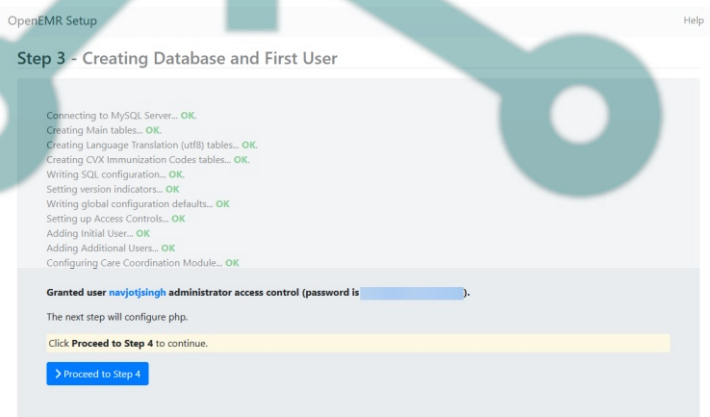 OpenEMR Setup
Help
Step 3 - Creating Database and First User
Connecting to MySQL Server... OK.
Creating Main tables... OK.
Creating Language Translation (utf8) tables... OK.
Creating CVX Immunization Codes tables... OK.
Writing SQL configuration... OK.
Setting version indicators... OK
Writing global configuration defaults... OK
Setting up Access Controls... OK
Adding Initial User... OK
Adding Additional Users... OK
Configuring Care Coordination Module... OK
Granted user navjotjsingh administrator access control (password is ).
The next step will configure php.
Click Proceed to Step 4 to continue.
Proceed to Step 4